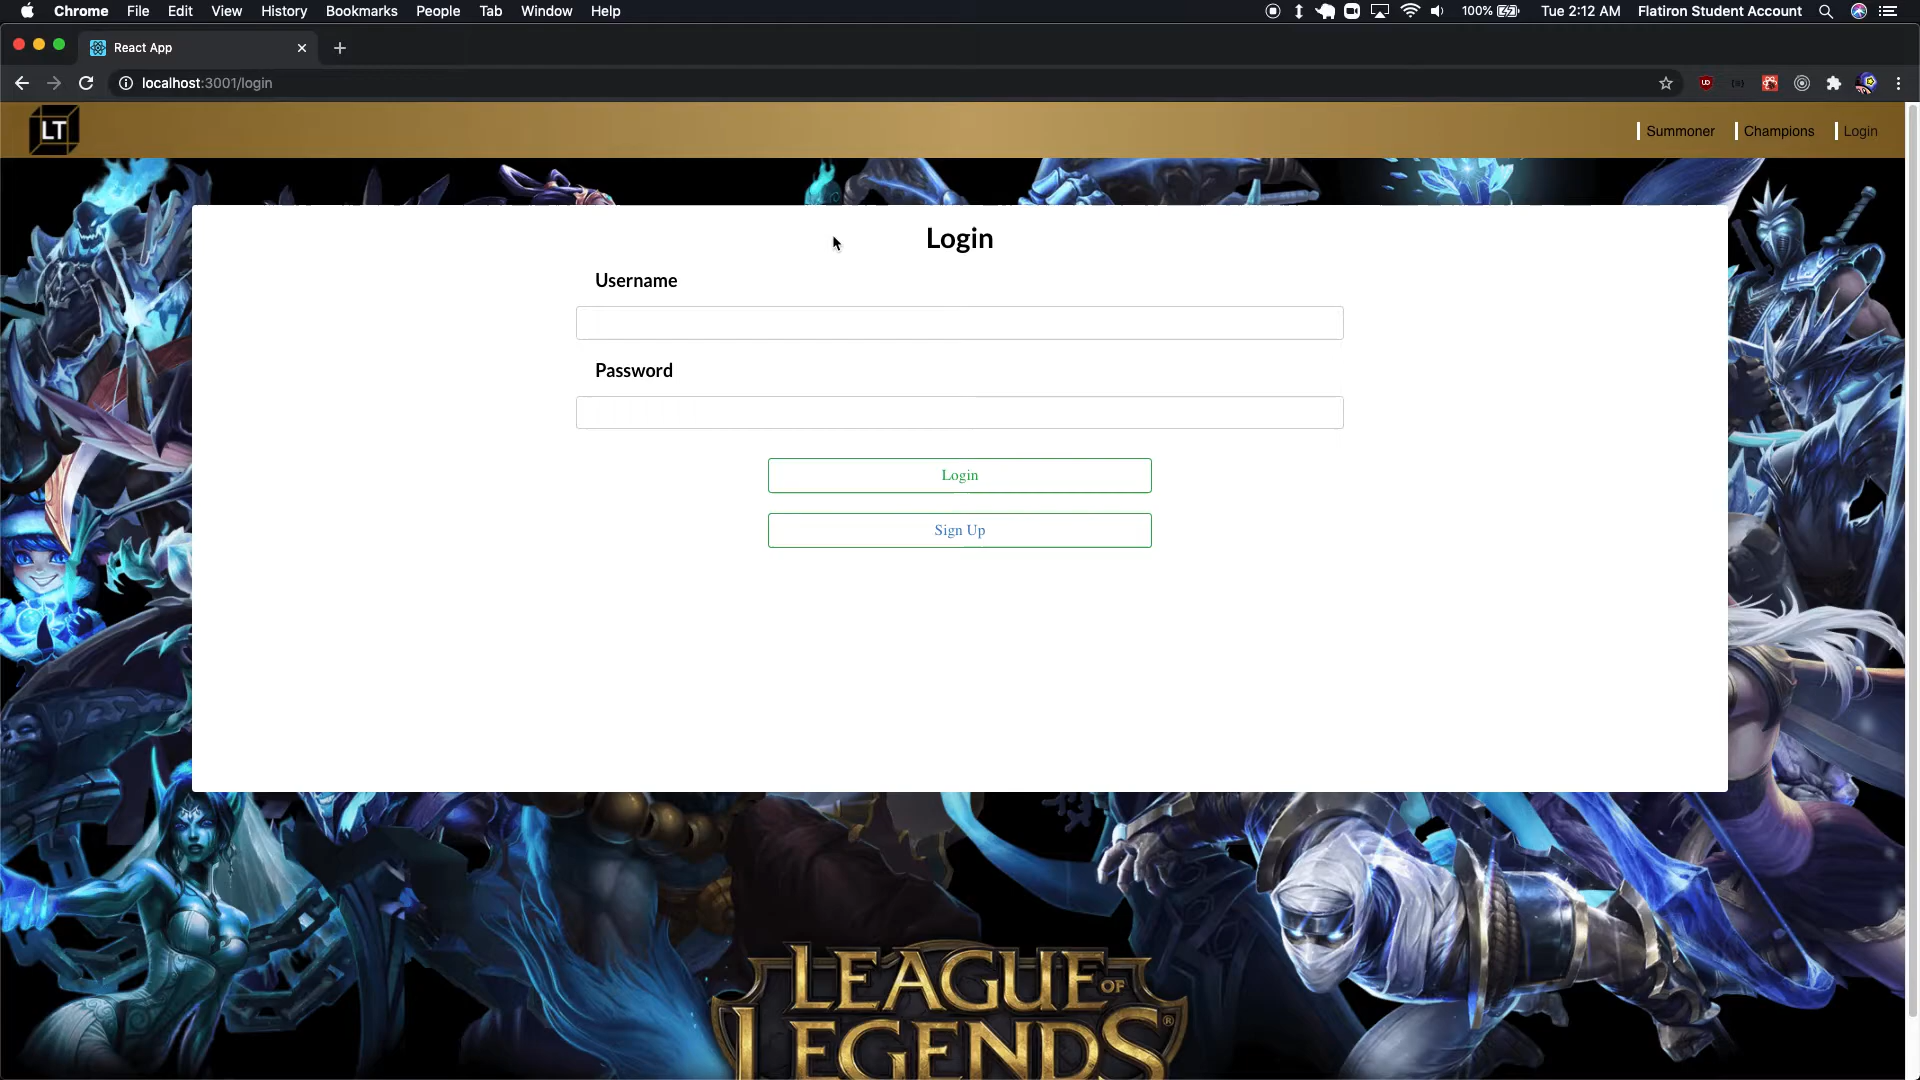 Chrome File Edit View History Bookmarks People Tab Window Help 100% Tue 2:12 AM Flatiron Student Account
React App
localhost:3001/login
LT Summoner Champions Login
Login
Username
Password
Login
Sign Up
LEAGUE OF
LEGENDS®